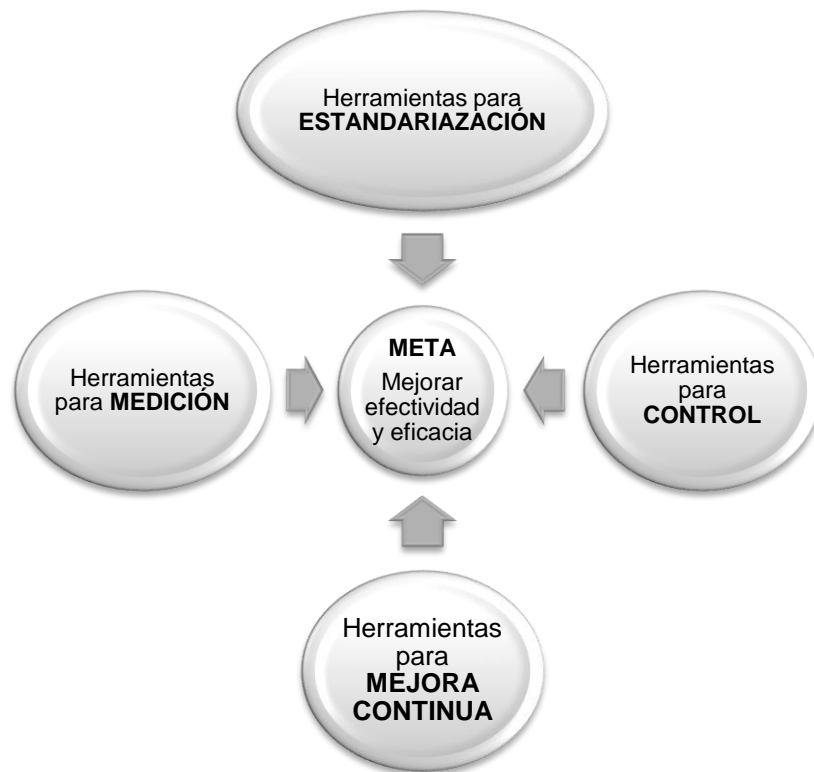 Herramientas para
ESTANDARIAZACIÓN
Herramientas
para MEDICIÓN
META
Mejorar
efectividad
y eficacia
Herramientas
para
CONTROL
Herramientas
para
MEJORA
CONTINUA